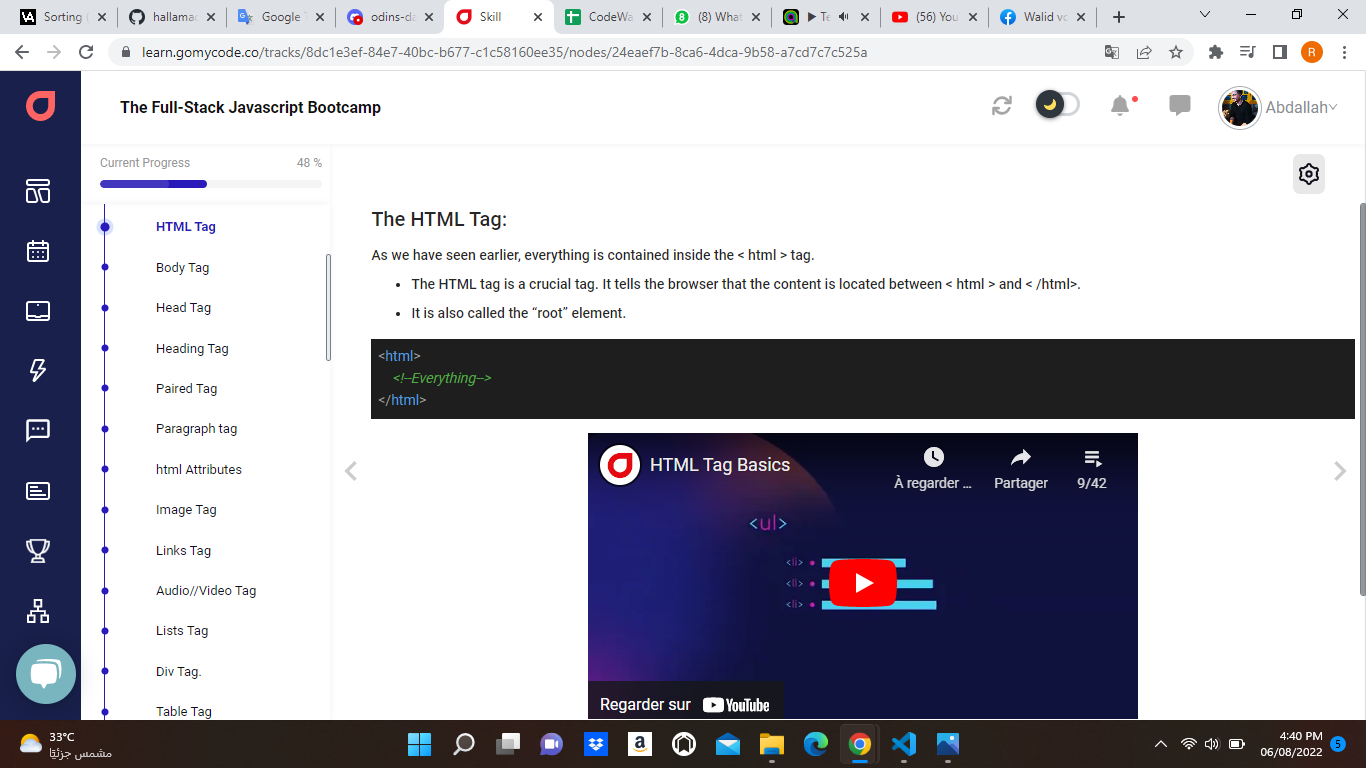 Sorting
hallamad
Google T
odins-da
Skill
CodeWa
(8) What
Te
(56) You
Walid vo
learn.gomycode.co/tracks/8dc1e3ef-84e7-40bc-b677-c1c58160ee35/nodes/24eaef7b-8ca6-4dca-9b58-a7cd7c7c525a
R
The Full-Stack Javascript Bootcamp
Abdallah
Current Progress 48 %
HTML Tag
Body Tag
Head Tag
Heading Tag
Paired Tag
Paragraph tag
html Attributes
Image Tag
Links Tag
Audio//Video Tag
Lists Tag
Div Tag.
Table Tag
The HTML Tag:
As we have seen earlier, everything is contained inside the < html > tag.
• The HTML tag is a crucial tag. It tells the browser that the content is located between < html > and < /html>.
• It is also called the “root” element.
<html>
<!--Everything-->
</html>
HTML Tag Basics
À regarder ...
Partager
9/42
<ul>
<li>
<li>
<li>
Regarder sur YouTube
33°C
مشمس جزئيًا
4:40 PM
06/08/2022
5